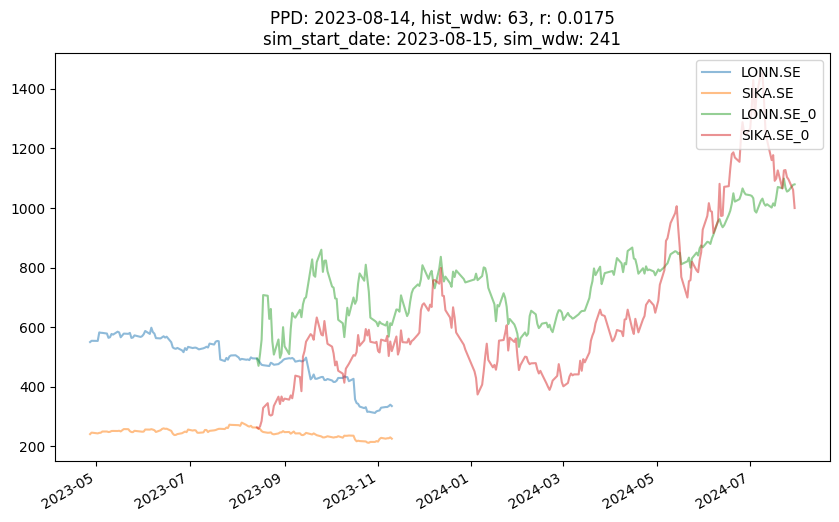 PPD: 2023-08-14, hist_wdw: 63, r: 0.0175
sim_start_date: 2023-08-15, sim_wdw: 241
LONN.SE
SIKA.SE
LONN.SE_0
SIKA.SE_0
1400
1200
1000
800
600
400
200
2023-05
2023-07
2023-09
2023-11
2024-01
2024-03
2024-05
2024-07